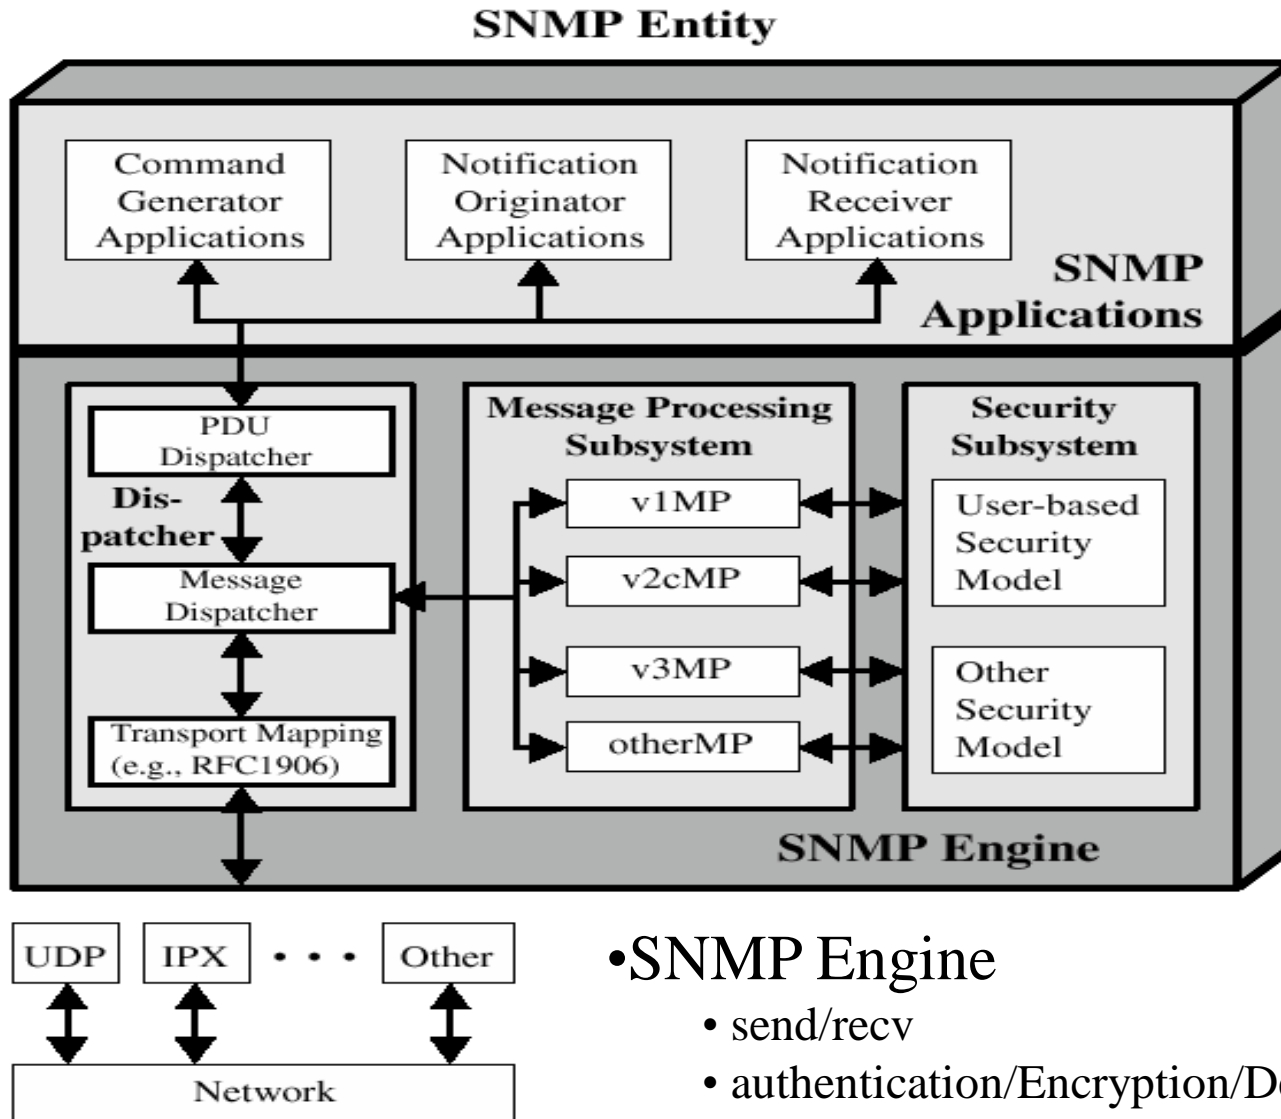 SNMP Entity
Command
Generator
Applications
Notification
Originator
Applications
Notification
Receiver
Applications
SNMP
Applications
PDU
Dispatcher
Dis-
patcher
Message
Dispatcher
Transport Mapping
(e.g., RFC1906)
Message Processing
Subsystem
v1MP
v2cMP
v3MP
otherMP
Security
Subsystem
User-based
Security
Model
Other
Security
Model
SNMP Engine
UDP
IPX
• • •
Other
Network
•SNMP Engine
• send/recv
• authentication/Encryption/